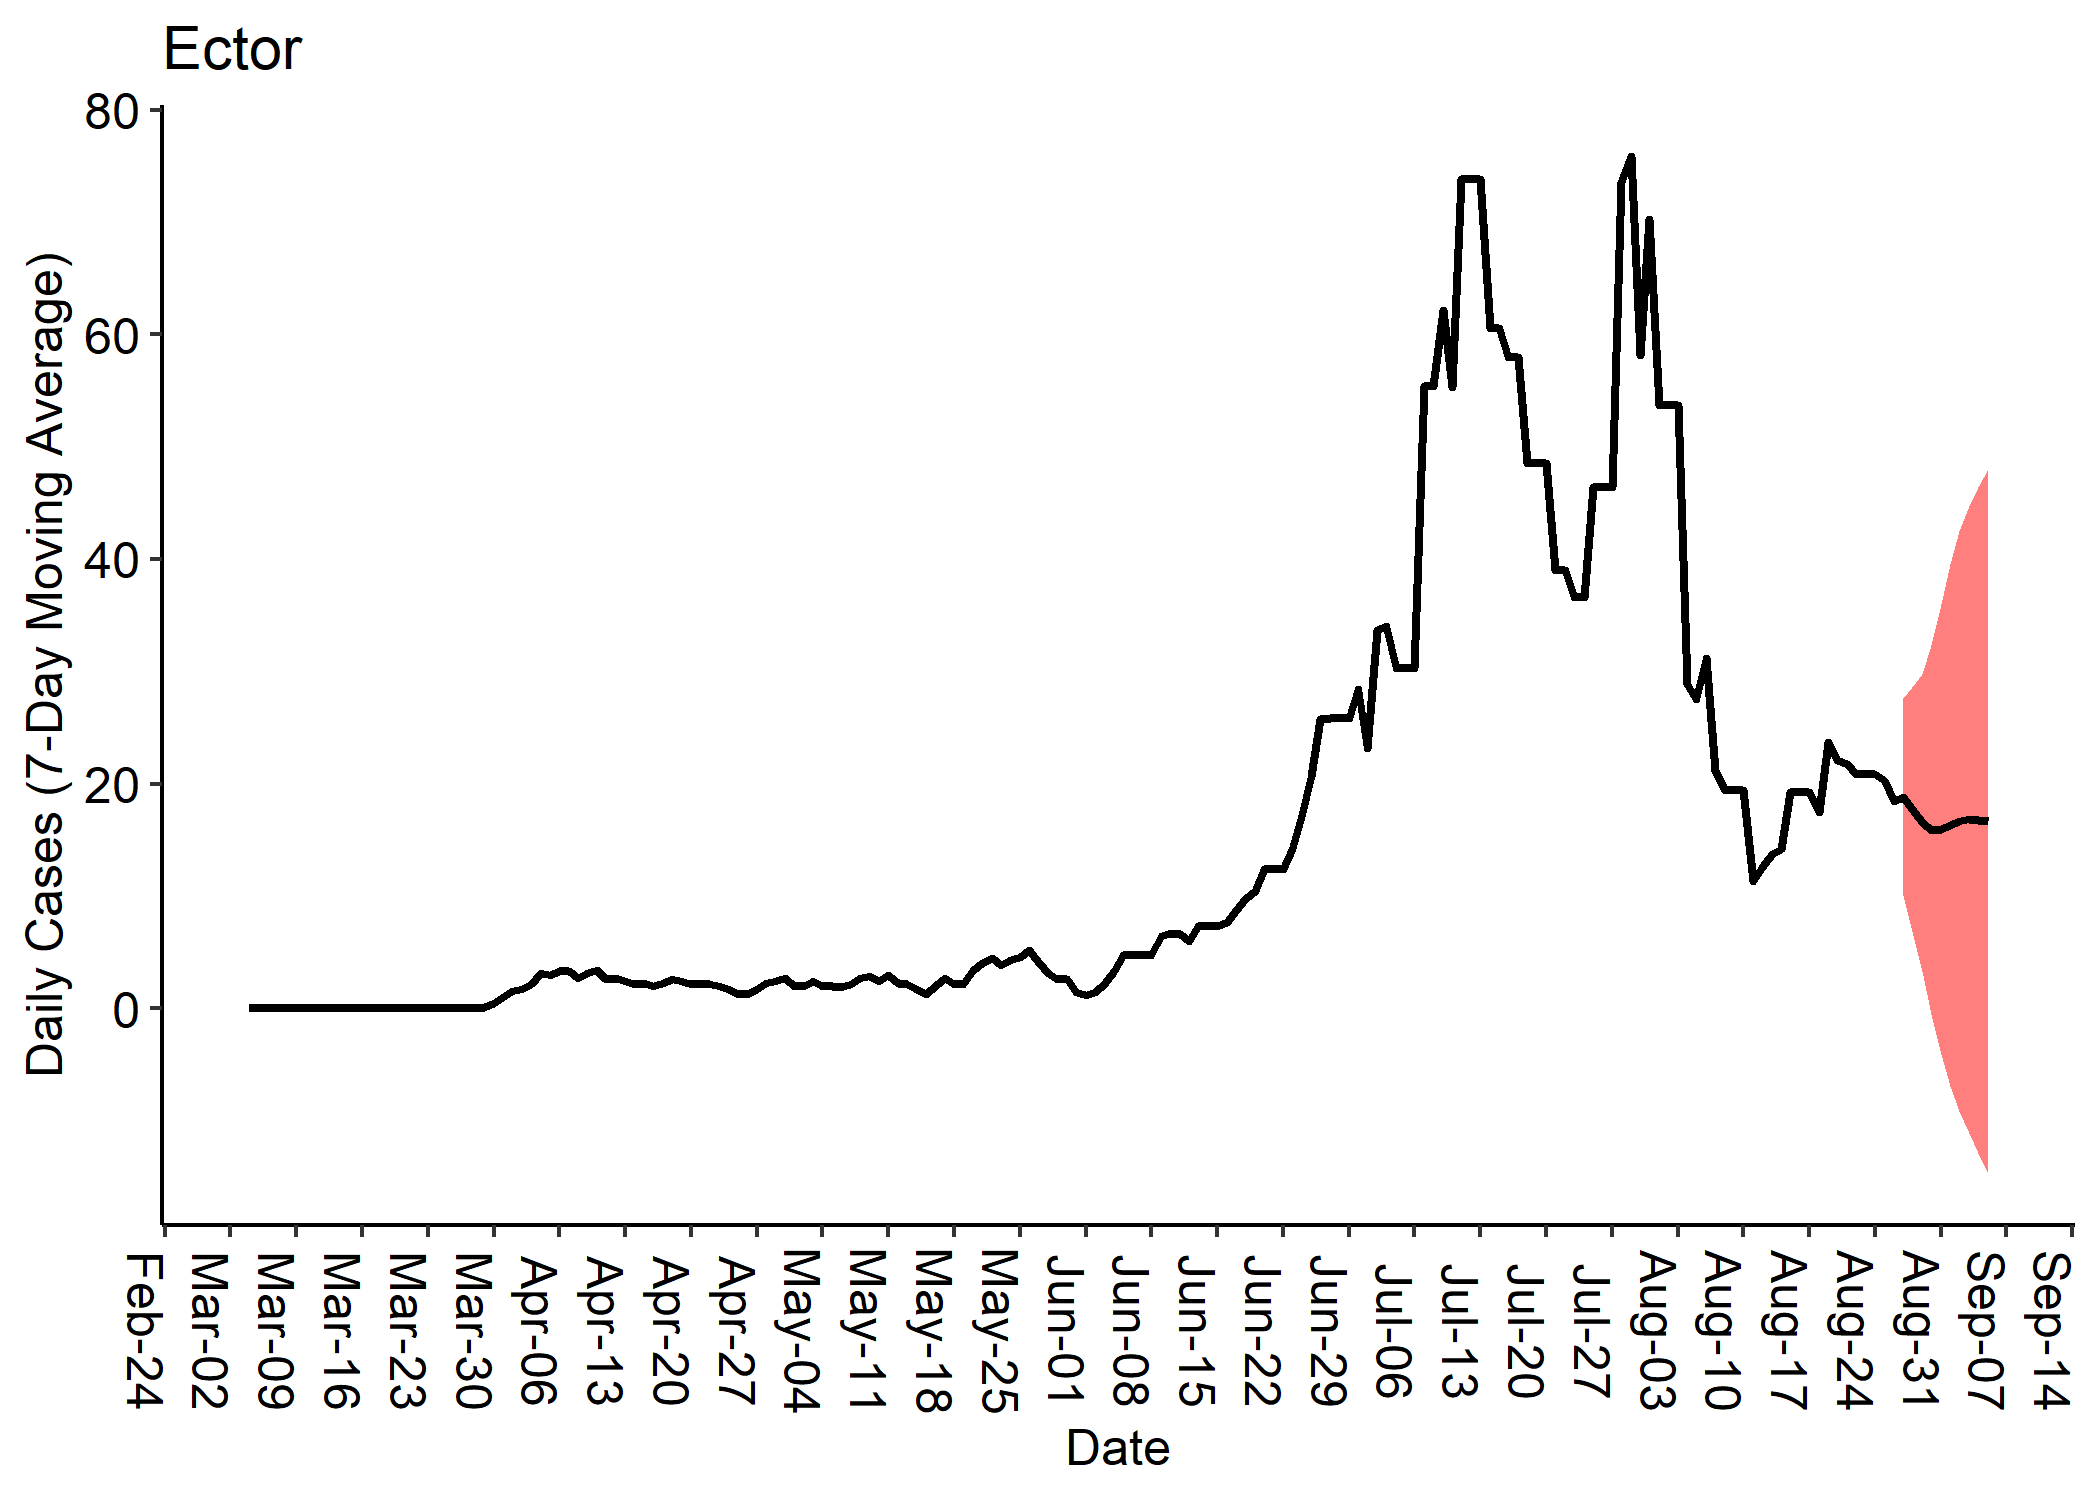 Ector
Daily Cases (7-Day Moving Average)
80
60
40
20
0
Feb-24
Mar-02
Mar-09
Mar-16
Mar-23
Mar-30
Apr-06
Apr-13
Apr-20
Apr-27
May-04
May-11
May-18
May-25
Jun-01
Jun-08
Jun-15
Jun-22
Jun-29
Jul-06
Jul-13
Jul-20
Jul-27
Aug-03
Aug-10
Aug-17
Aug-24
Aug-31
Sep-07
Sep-14
Date